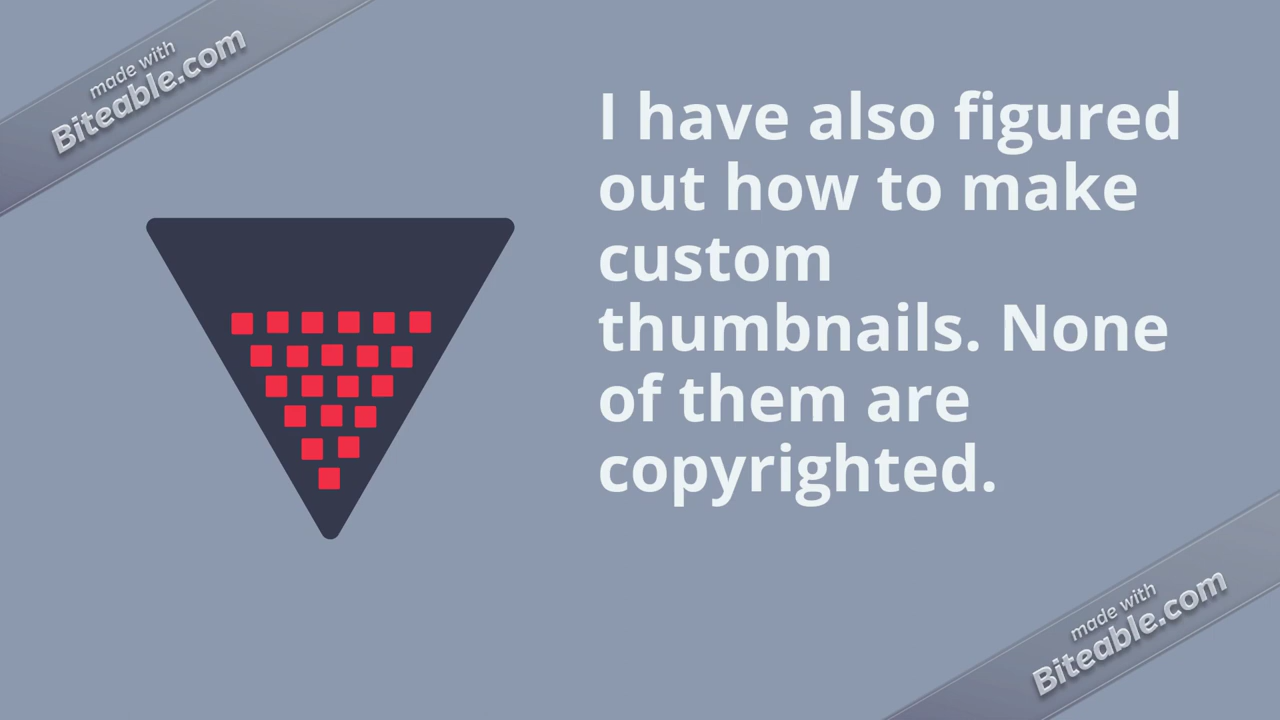 made with
Biteable.com
I have also figured
out how to make
custom
thumbnails. None
of them are
copyrighted.
made with
Biteable.com